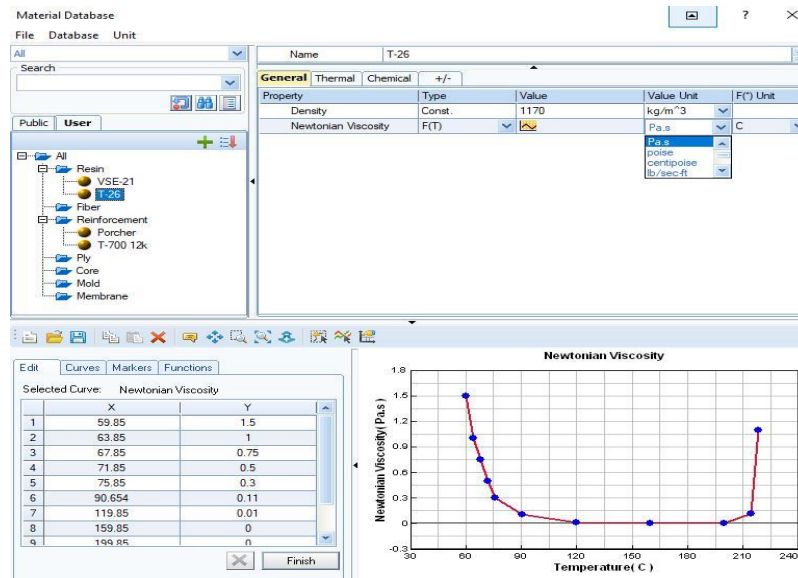 Material Database
?
File Database Unit
All
Name T-26
Search
General Thermal Chemical +/-
Property Type Value Value Unit F(*) Unit
Density Const. 1170 kg/m^3
Newtonian Viscosity F(T) Pa.s C
Pa.s
poise
centipoise
lb/sec-ft
Public User
All
Resin
VSE-21
T-26
Fiber
Reinforcement
Porcher
T-700 12k
Ply
Core
Mold
Membrane
Edit Curves Markers Functions
Selected Curve: Newtonian Viscosity
X Y
1 59.85 1.5
2 63.85 1
3 67.85 0.75
4 71.85 0.5
5 75.85 0.3
6 90.654 0.11
7 119.85 0.01
8 159.85 0
9 199.85 0
Finish
Newtonian Viscosity
Newtonian Viscosity( Pa.s )
1.8
1.5
1.2
0.9
0.6
0.3
0
-0.3
30 60 90 120 150 180 210 240
Temperature( C )